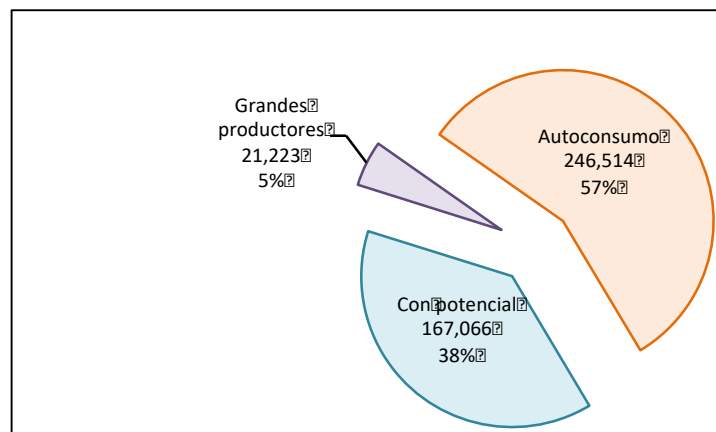 Grandes
productores
21,223
5%
Autoconsumo
246,514
57%
Con potencial
167,066
38%